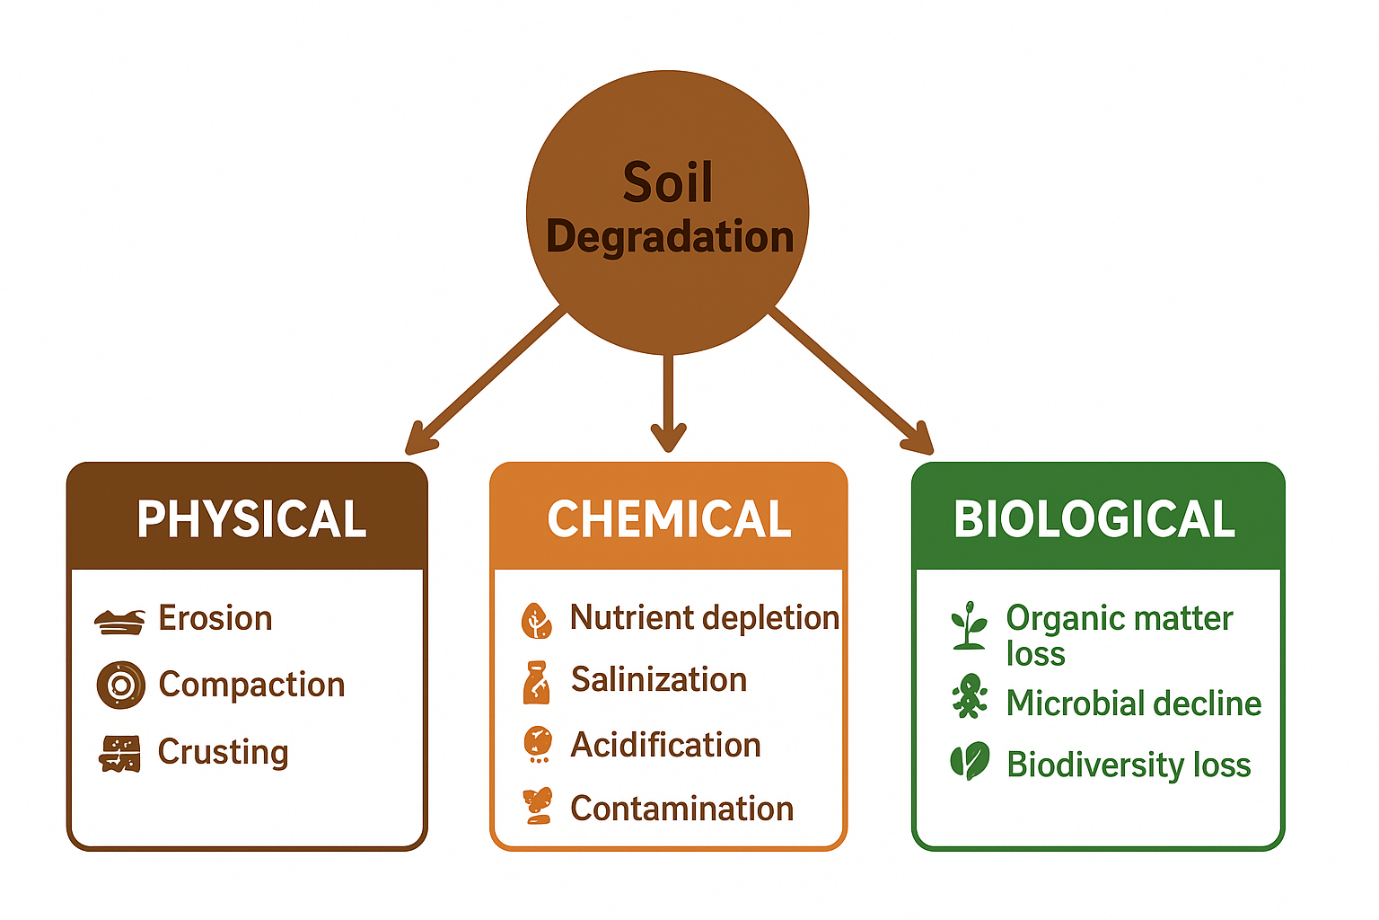 Soil
Degradation
PHYSICAL
Erosion
Compaction
Crusting
CHEMICAL
Nutrient depletion
Salinization
Acidification
Contamination
BIOLOGICAL
Organic matter
loss
Microbial decline
Biodiversity loss